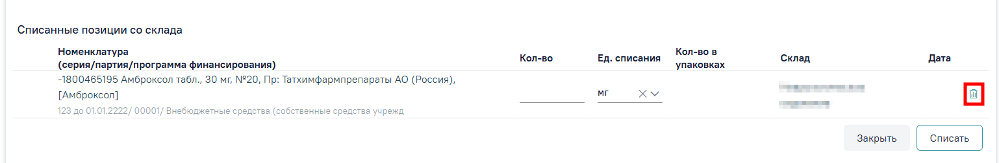 Списанные позиции со склада
Номенклатура
(серия/партия/программа финансирования)
Кол-во
Ед. списания
Кол-во в
упаковках
Склад
Дата
-1800465195 Амброксол табл., 30 мг, №20, Пр: Татхимфармпрепараты АО (Россия),
[Амброксол]
мг
123 до 01.01.2222/ 00001/ Внебюджетные средства (собственные средства учрежд
Закрыть
Списать